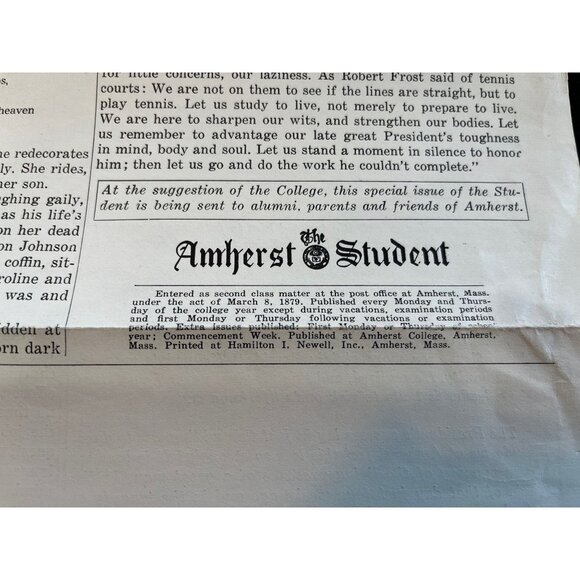 s,
heaven
he redecorates
ly. She rides,
her son.
ghing gaily,
as his life's
on her dead
on Johnson
coffin, sit-
roline and
was and
dden at
orn dark
for little concerns, our laziness. As Robert Frost said of tennis
courts: We are not on them to see if the lines are straight, but to
play tennis. Let us study to live, not merely to prepare to live.
We are here to sharpen our wits, and strengthen our bodies. Let
us remember to advantage our late great President's toughness
in mind, body and soul. Let us stand a moment in silence to honor
him; then let us go and do the work he couldn't complete."
At the suggestion of the College, this special issue of the Stu-
dent is being sent to alumni, parents and friends of Amherst.
The
Amherst Student
Entered as second class matter at the post office at Amherst, Mass.
under the act of March 8, 1879. Published every Monday and Thurs-
day of the college year except during vacations, examination periods
and first Monday or Thursday following vacations or examination
periods. Extra issues published: First Monday or Thursday of school
year; Commencement Week. Published at Amherst College, Amherst,
Mass. Printed at Hamilton I. Newell, Inc., Amherst, Mass.